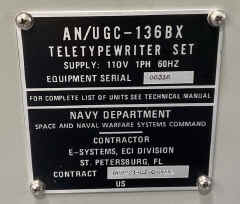 AN/UGC-136BX
TELETYPEWRITER SET
SUPPLY: 110V 1PH 60HZ
EQUIPMENT SERIAL
FOR COMPLETE LIST OF UNITS SEE TECHNICAL MANUAL
NAVY DEPARTMENT
SPACE AND NAVAL WARFARE SYSTEMS COMMAND
CONTRACTOR
E-SYSTEMS, ECI DIVISION
ST. PETERSBURG, FL
CONTRACT
US